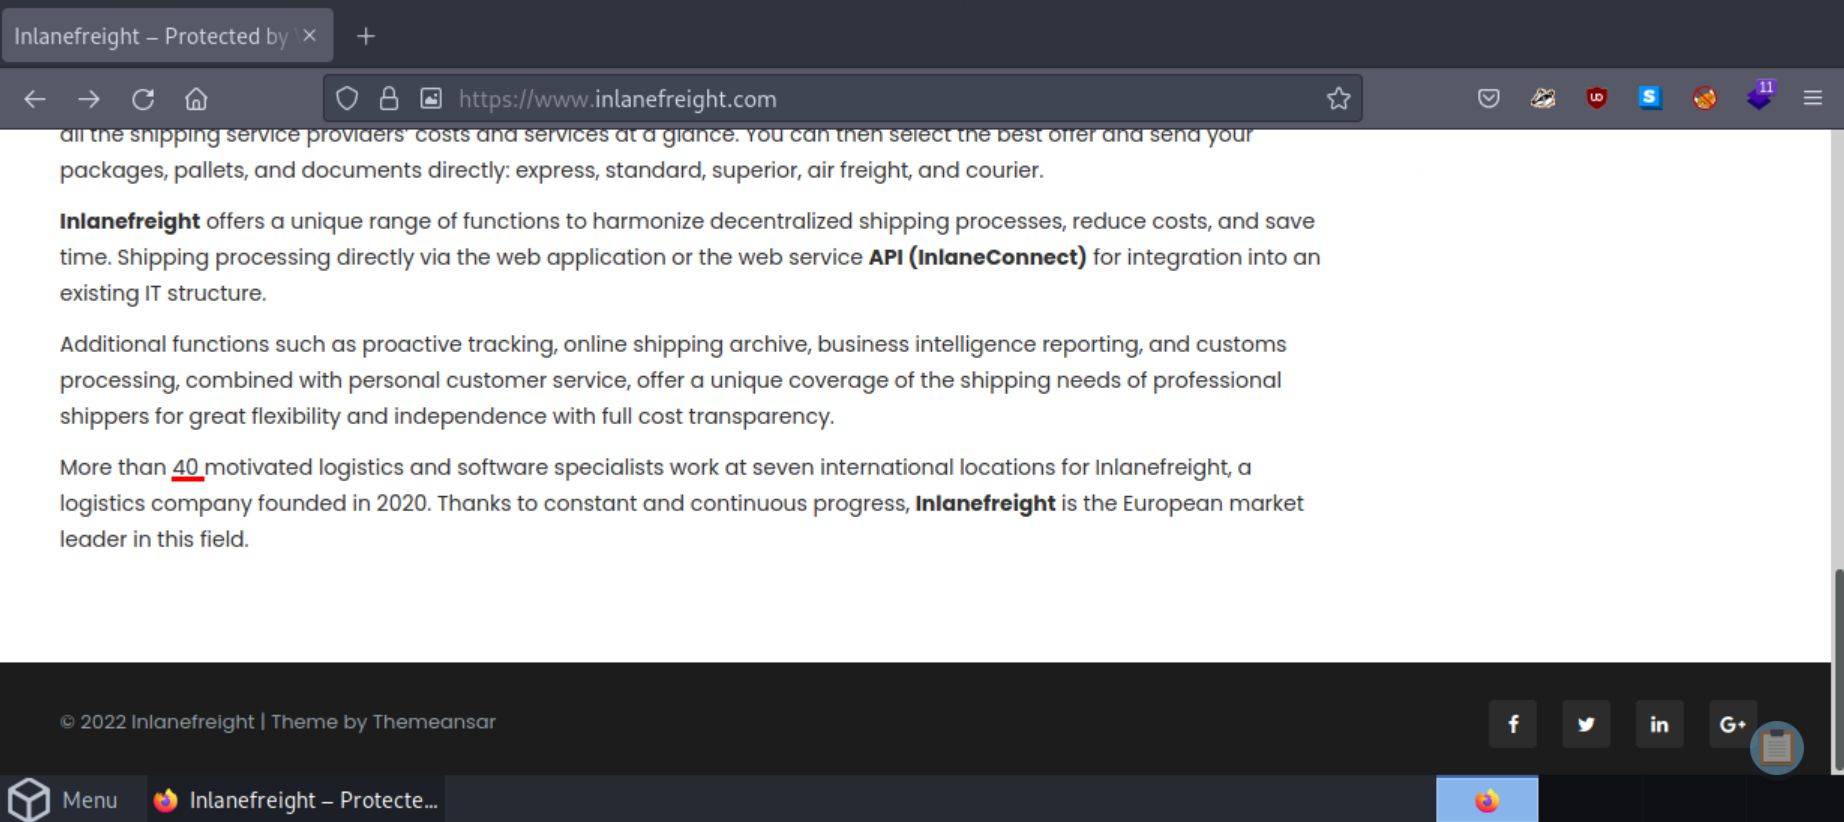 Inlanefreight – Protected by
https://www.inlanefreight.com
11
all the shipping service providers' costs and services at a glance. You can then select the best offer and send your
packages, pallets, and documents directly: express, standard, superior, air freight, and courier.
Inlanefreight offers a unique range of functions to harmonize decentralized shipping processes, reduce costs, and save
time. Shipping processing directly via the web application or the web service API (InlaneConnect) for integration into an
existing IT structure.
Additional functions such as proactive tracking, online shipping archive, business intelligence reporting, and customs
processing, combined with personal customer service, offer a unique coverage of the shipping needs of professional
shippers for great flexibility and independence with full cost transparency.
More than 40 motivated logistics and software specialists work at seven international locations for Inlanefreight, a
logistics company founded in 2020. Thanks to constant and continuous progress, Inlanefreight is the European market
leader in this field.
© 2022 Inlanefreight | Theme by Themeansar
f in G+
Menu Inlanefreight – Protecte...